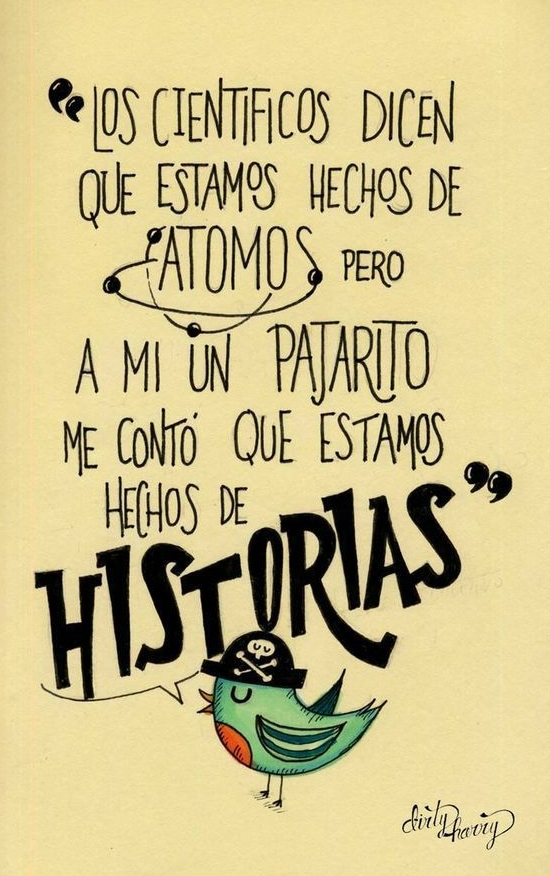 “LOS CIENTIFICOS DICEN
QUE ESTAMOS HECHOS DE
ATOMOS PERO
A MI UN PAJARITO
ME CONTÓ QUE ESTAMOS
HECHOS DE
HISTORIAS”
dirty harry